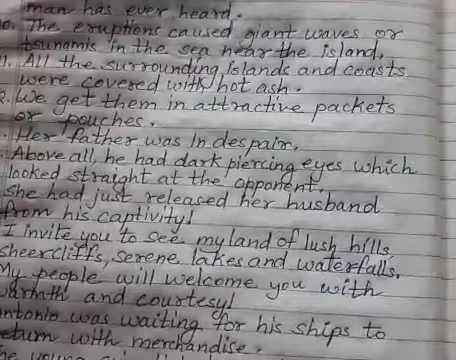 man has ever heard.
0. The eruptions caused giant waves or
tsunamis in the sea near the island.
1. All the surrounding islands and coasts
were covered with hot ash.
2. We get them in attractive packets
or pouches.
Her father was in despair.
Above all, he had dark piercing eyes which
looked straight at the opponent.
She had just released her husband
from his captivity!
I invite you to see my land of lush hills,
sheer cliffs, serene lakes and waterfalls.
My people will welcome you with
warmth and courtesy!
Antonio was waiting for his ships to
return with merchandise.